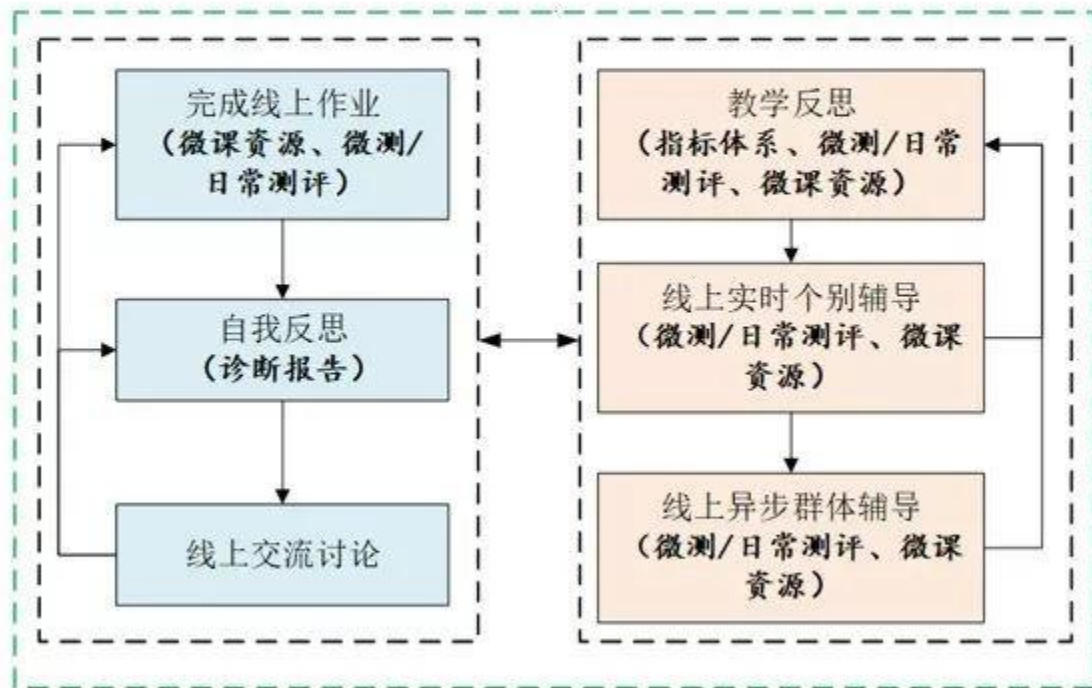 完成线上作业
（微课资源、微测/
日常测评）
自我反思
（诊断报告）
线上交流讨论
教学反思
（指标体系、微测/日常
测评、微课资源）
线上实时个别辅导
（微测/日常测评、微课
资源）
线上异步群体辅导
（微测/日常测评、微课
资源）